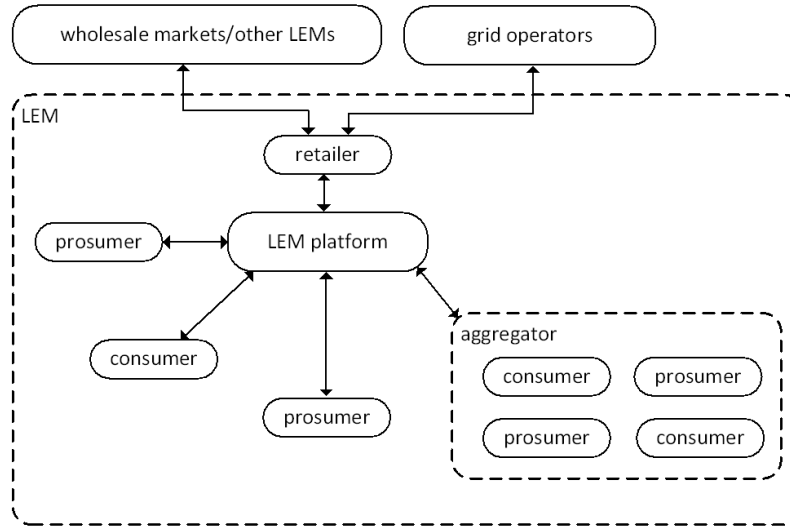 wholesale markets/other LEMs
grid operators
LEM
retailer
LEM platform
prosumer
consumer
prosumer
aggregator
consumer
prosumer
prosumer
consumer